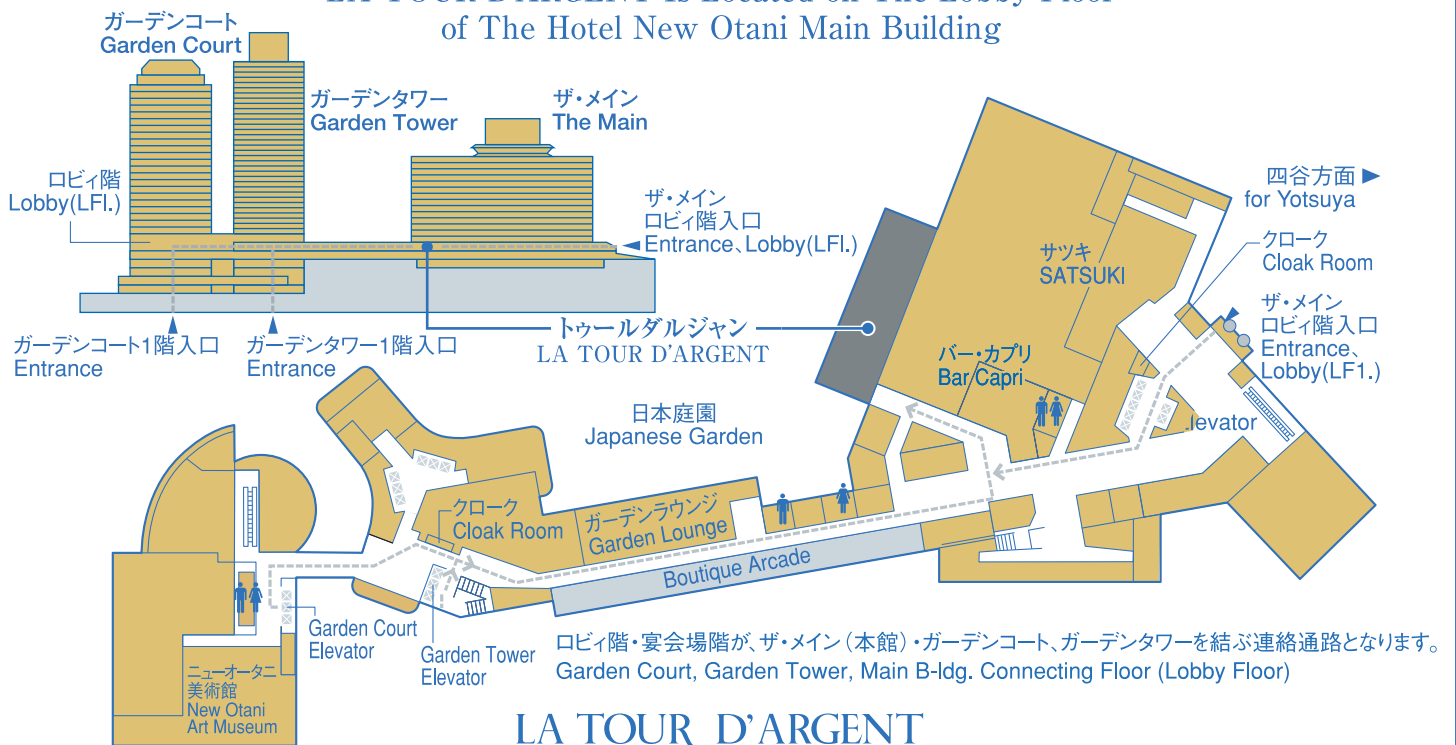 of The Hotel New Otani Main Building
ガーデンコート
Garden Court
ガーデンタワー
Garden Tower
ザ・メイン
The Main
ロビィ階
Lobby(LFl.)
ザ・メイン
ロビィ階入口
Entrance、Lobby(LFl.)
ガーデンコート1階入口
Entrance
ガーデンタワー1階入口
Entrance
トゥールダルジャン
LA TOUR D'ARGENT
四谷方面 ►
for Yotsuya
サツキ
SATSUKI
クローク
Cloak Room
ザ・メイン
ロビィ階入口
Entrance、
Lobby(LF1.)
バー・カプリ
Bar Capri
levator
日本庭園
Japanese Garden
クローク
Cloak Room
ガーデンラウンジ
Garden Lounge
Boutique Arcade
Garden Court
Elevator
Garden Tower
Elevator
ニューオータニ
美術館
New Otani
Art Museum
ロビィ階・宴会場階が、ザ・メイン(本館)・ガーデンコート、ガーデンタワーを結ぶ連絡通路となります。
Garden Court, Garden Tower, Main B-ldg. Connecting Floor (Lobby Floor)
LA TOUR D'ARGENT